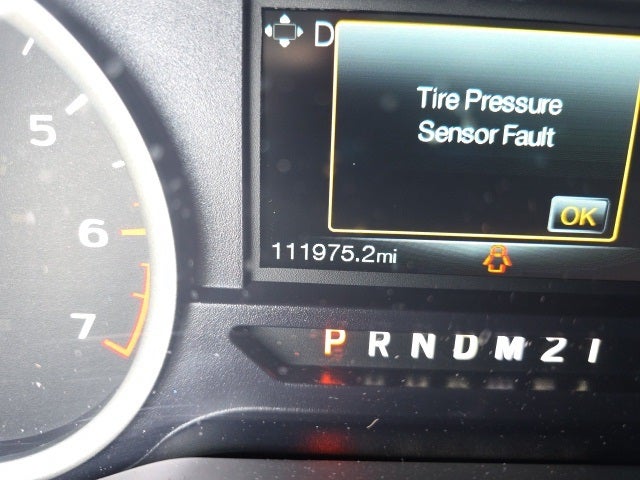 D
Tire Pressure
Sensor Fault
OK
111975.2mi
5
6
7
P R N D M 2 1